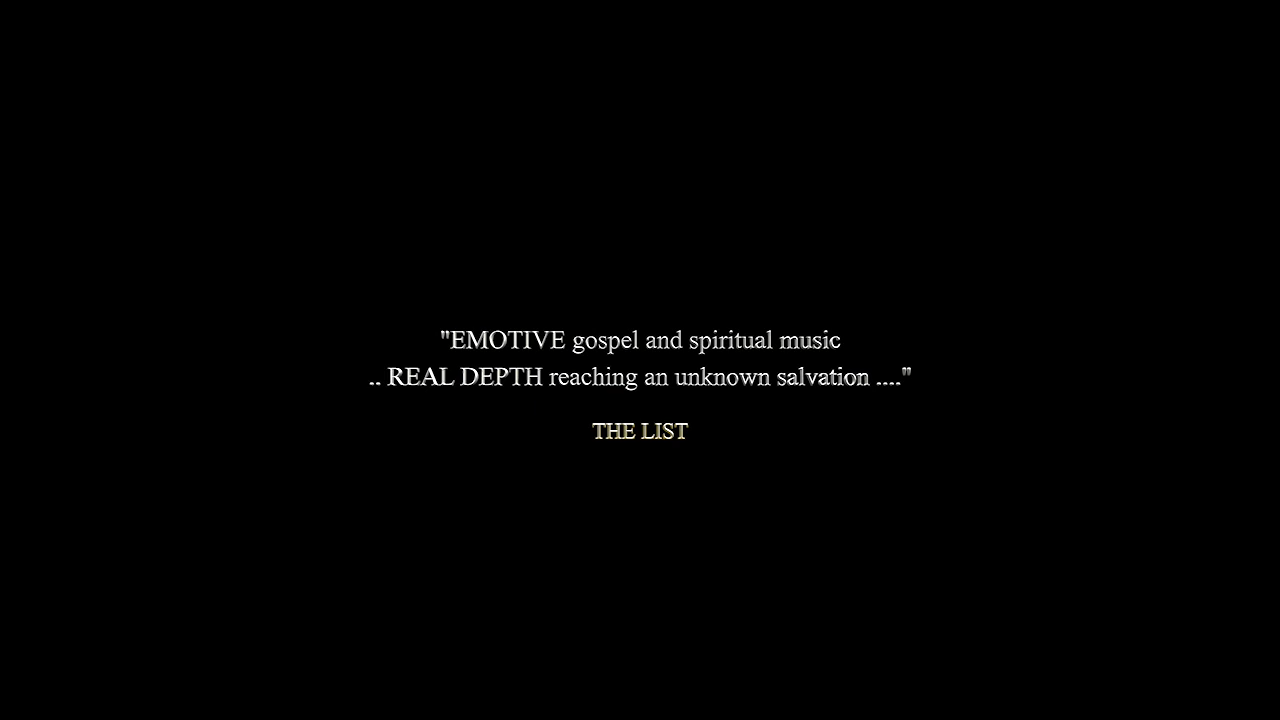 "EMOTIVE gospel and spiritual music
.. REAL DEPTH reaching an unknown salvation ...."
THE LIST